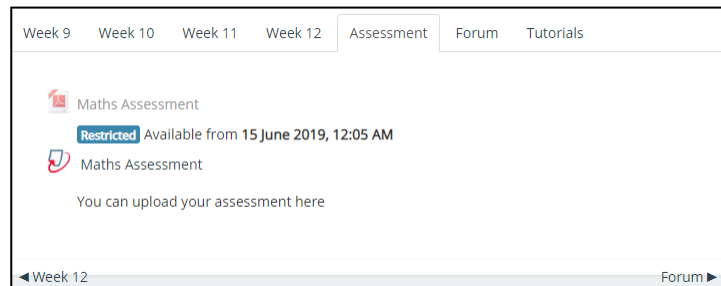 Week 9 Week 10 Week 11 Week 12 Assessment Forum Tutorials
Maths Assessment
Restricted Available from 15 June 2019, 12:05 AM
Maths Assessment
You can upload your assessment here
◀ Week 12 Forum ▶